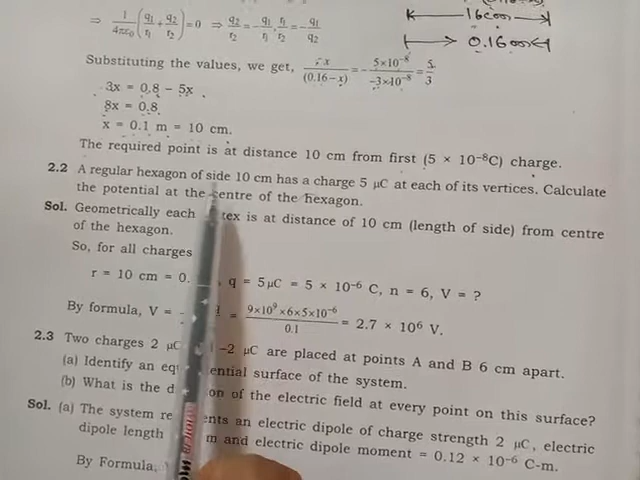 16cm
⇒ 1/4πε₀ (q₁/r₁ + q₂/r₂) = 0 ⇒ q₂/r₂ = −q₁/r₁, r₁/r₂ = −q₁/q₂
0.16
Substituting the values, we get, x/(0.16−x) = −5×10⁻⁸/−3×10⁻⁸ = 5/3
3x = 0.8 − 5x
8x = 0.8
x = 0.1 m = 10 cm.
The required point is at distance 10 cm from first (5 × 10⁻⁸C) charge.
2.2 A regular hexagon of side 10 cm has a charge 5 μC at each of its vertices. Calculate
the potential at the centre of the hexagon.
Sol. Geometrically each tex is at distance of 10 cm (length of side) from centre
of the hexagon.
So, for all charges
r = 10 cm = 0. , q = 5μC = 5 × 10⁻⁶ C, n = 6, V = ?
By formula, V = = 9×10⁹×6×5×10⁻⁶/0.1 = 2.7 × 10⁶ V.
2.3 Two charges 2 μC −2 μC are placed at points A and B 6 cm apart.
(a) Identify an eq ential surface of the system.
(b) What is the d on of the electric field at every point on this surface?
Sol. (a) The system re ents an electric dipole of charge strength 2 μC, electric
dipole length m and electric dipole moment = 0.12 × 10⁻⁶ C-m.
By Formula,